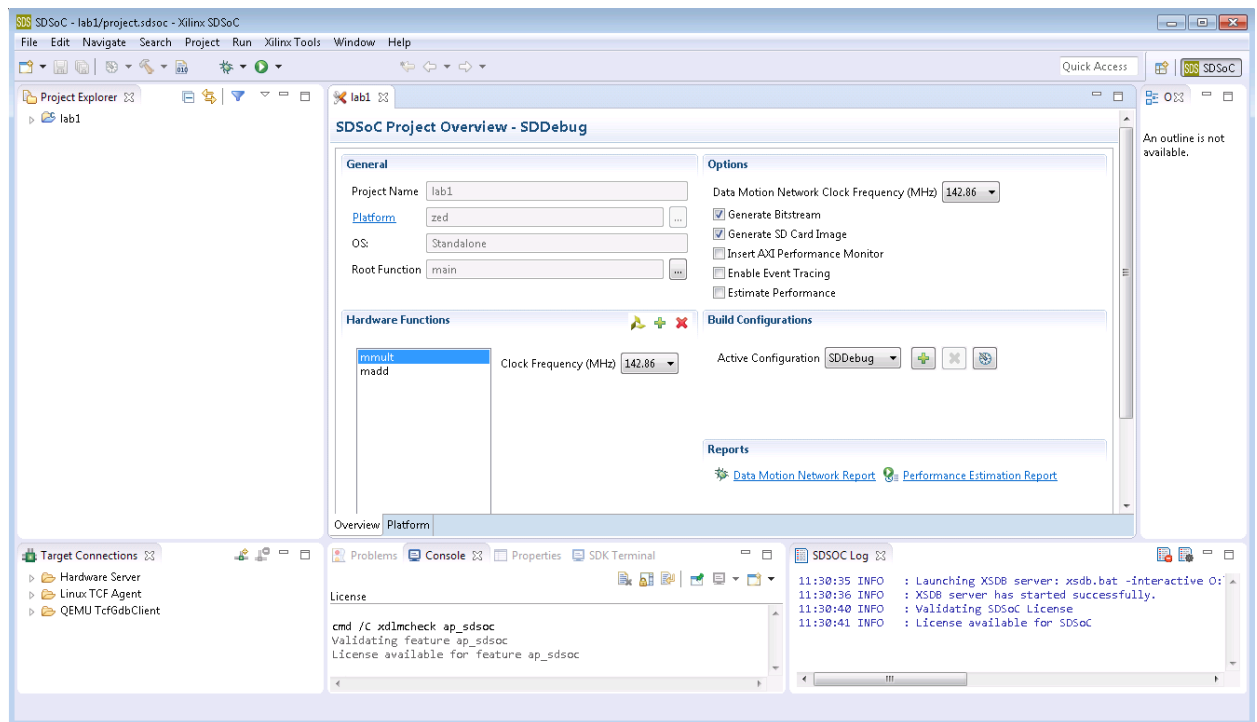 SDS SDSoC - lab1/project.sdsoc - Xilinx SDSoC
File Edit Navigate Search Project Run Xilinx Tools Window Help
010 Quick Access SDS SDSoC
Project Explorer
lab1
lab1
SDSoC Project Overview - SDDebug
General
Project Name lab1
Platform zed ...
OS: Standalone
Root Function main ...
Options
Data Motion Network Clock Frequency (MHz) 142.86
Generate Bitstream
Generate SD Card Image
Insert AXI Performance Monitor
Enable Event Tracing
Estimate Performance
Hardware Functions
mmult
madd
Clock Frequency (MHz) 142.86
Build Configurations
Active Configuration SDDebug
Reports
Data Motion Network Report Performance Estimation Report
Overview Platform
O
An outline is not
available.
Target Connections
Hardware Server
Linux TCF Agent
QEMU TcfGdbClient
Problems Console Properties SDK Terminal
License
cmd /C xdlmcheck ap_sdsoc
Validating feature ap_sdsoc
License available for feature ap_sdsoc
SDSOC Log
11:30:35 INFO : Launching XSDB server: xsdb.bat -interactive O:
11:30:36 INFO : XSDB server has started successfully.
11:30:40 INFO : Validating SDSoC License
11:30:41 INFO : License available for SDSoC